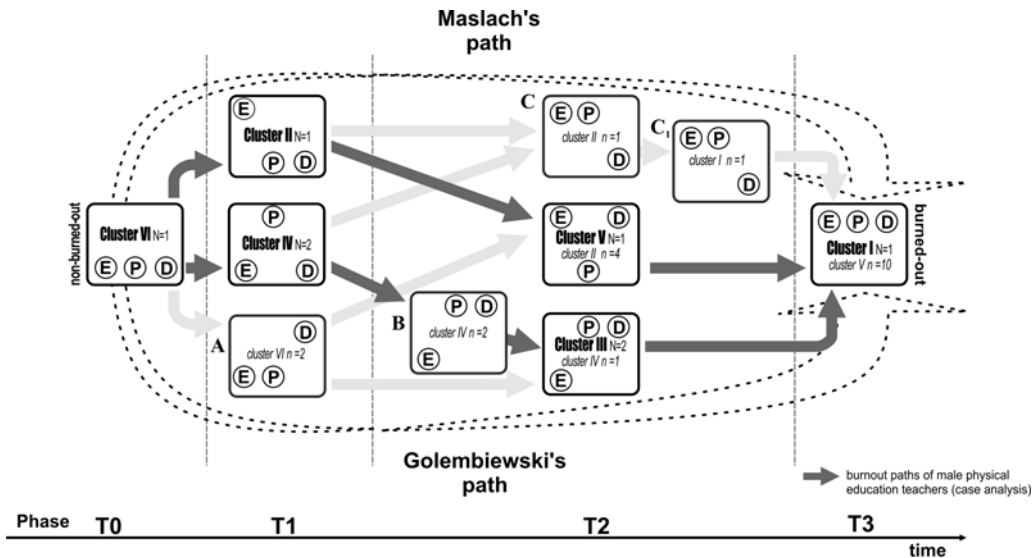 Maslach's
path
non-burned-out
Cluster VI N=1
E P D
E
Cluster II N=1
P D
P
Cluster IV N=2
E D
A
D
cluster VI n =2
E P
B
P D
cluster IV n =2
E
C
E P
cluster II n =1
D
C1
E P
cluster I n =1
D
E D
Cluster V N=1
cluster II n =4
P
P D
Cluster III N=2
cluster IV n =1
E
E P D
Cluster I N=1
cluster V n =10
burned-out
Golembiewski's
path
burnout paths of male physical
education teachers (case analysis)
Phase T0 T1 T2 T3
time